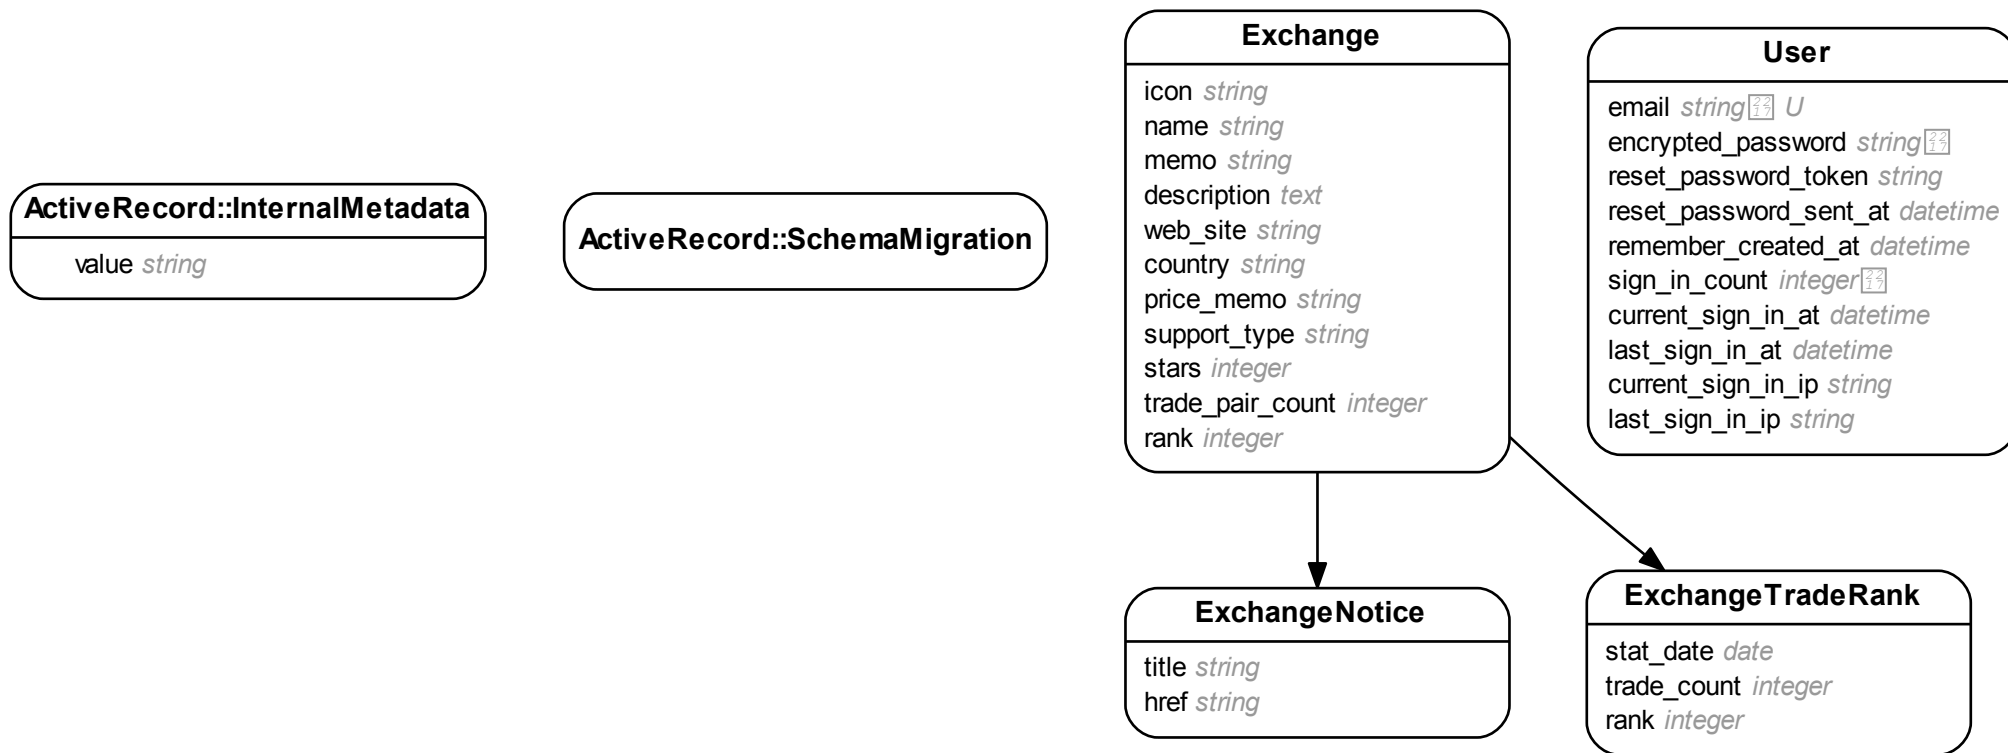 ActiveRecord::InternalMetadata
value string
ActiveRecord::SchemaMigration
Exchange
icon string
name string
memo string
description text
web_site string
country string
price_memo string
support_type string
stars integer
trade_pair_count integer
rank integer
User
email string 2217 U
encrypted_password string 2217
reset_password_token string
reset_password_sent_at datetime
remember_created_at datetime
sign_in_count integer 2217
current_sign_in_at datetime
last_sign_in_at datetime
current_sign_in_ip string
last_sign_in_ip string
ExchangeNotice
title string
href string
ExchangeTradeRank
stat_date date
trade_count integer
rank integer